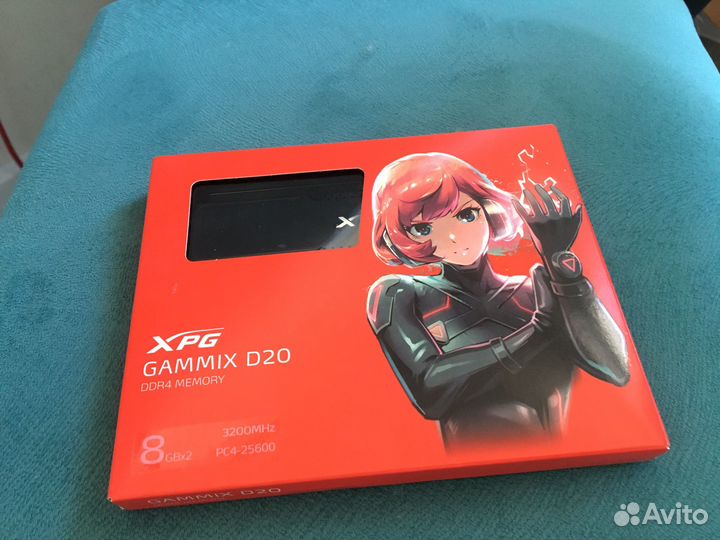 X
XPG
GAMMIX D20
DDR4 MEMORY
8GBx2
3200MHz
PC4-25600
GAMMIX D20
Avito